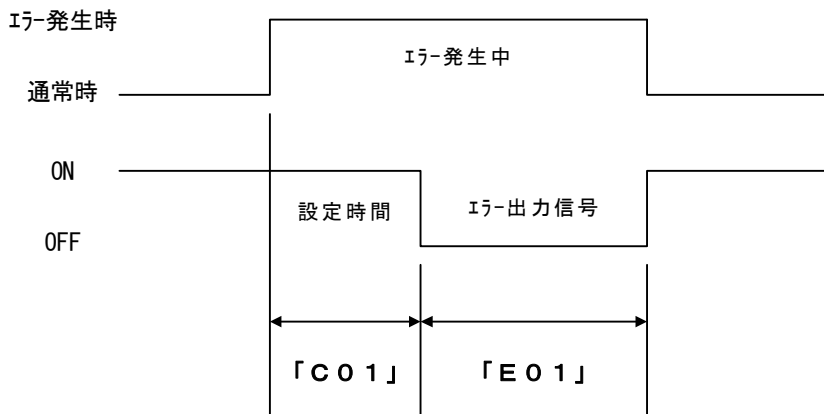 ｴﾗｰ発生時
ｴﾗｰ発生中
通常時
ON
設定時間
ｴﾗｰ出力信号
OFF
「Ｃ０１」
「Ｅ０１」